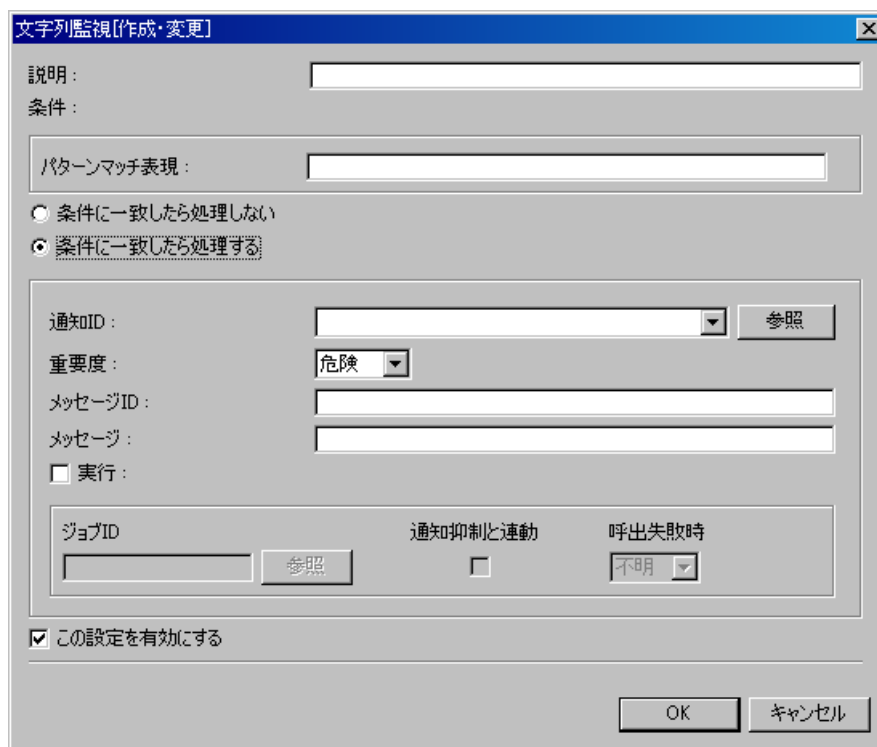 文字列監視[作成・変更]
説明：
条件：
パターンマッチ表現：
条件に一致したら処理しない
条件に一致したら処理する
通知ID： 参照
重要度： 危険
メッセージID：
メッセージ：
実行：
ジョブID 通知抑制と連動 呼出失敗時
参照 不明
この設定を有効にする
OK キャンセル